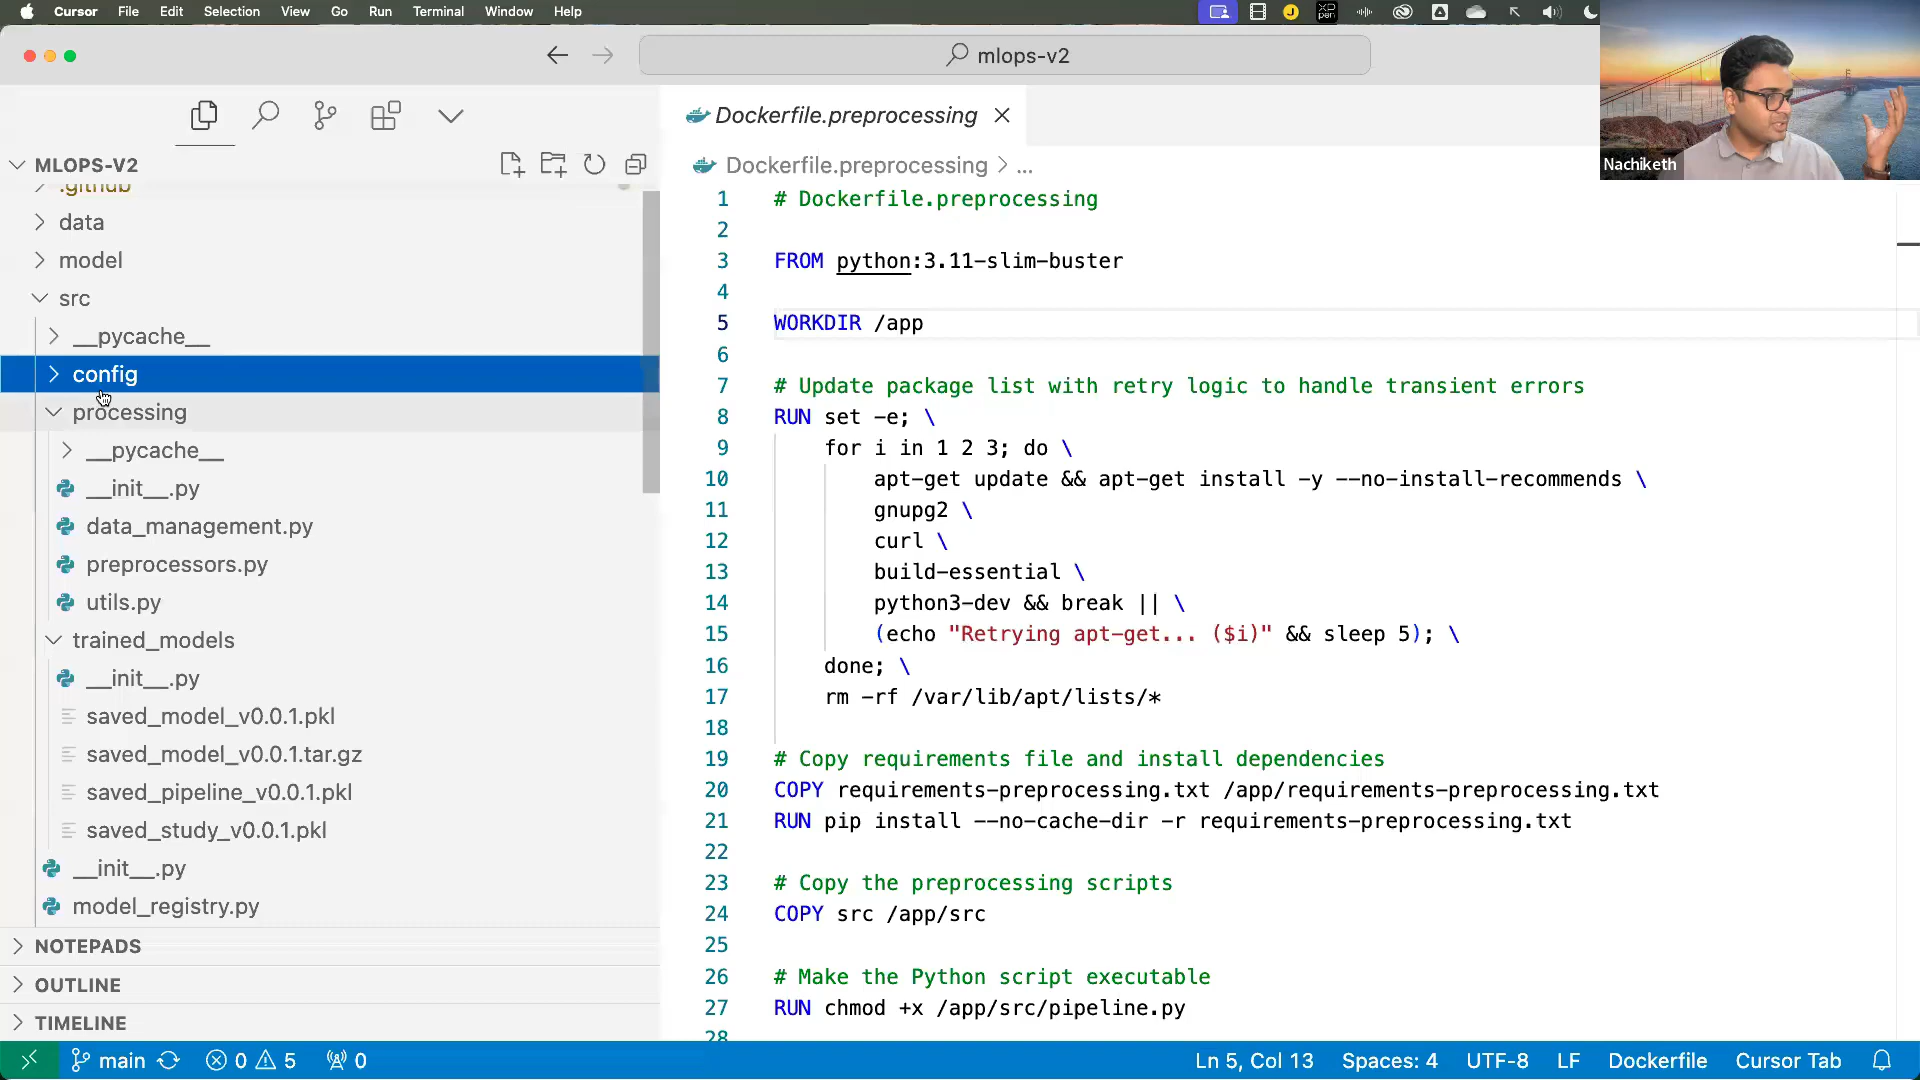 Cursor File Edit Selection View Go Run Terminal Window Help
mlops-v2
Nachiketh
Dockerfile.preprocessing
MLOPS-V2
Dockerfile.preprocessing > ...
.github
data
model
src
__pycache__
config
processing
__pycache__
__init__.py
data_management.py
preprocessors.py
utils.py
trained_models
__init__.py
saved_model_v0.0.1.pkl
saved_model_v0.0.1.tar.gz
saved_pipeline_v0.0.1.pkl
saved_study_v0.0.1.pkl
__init__.py
model_registry.py
NOTEPADS
OUTLINE
TIMELINE
1 # Dockerfile.preprocessing
2
3 FROM python:3.11-slim-buster
4
5 WORKDIR /app
6
7 # Update package list with retry logic to handle transient errors
8 RUN set -e; \
9 for i in 1 2 3; do \
10 apt-get update && apt-get install -y --no-install-recommends \
11 gnupg2 \
12 curl \
13 build-essential \
14 python3-dev && break || \
15 (echo "Retrying apt-get... ($i)" && sleep 5); \
16 done; \
17 rm -rf /var/lib/apt/lists/*
18
19 # Copy requirements file and install dependencies
20 COPY requirements-preprocessing.txt /app/requirements-preprocessing.txt
21 RUN pip install --no-cache-dir -r requirements-preprocessing.txt
22
23 # Copy the preprocessing scripts
24 COPY src /app/src
25
26 # Make the Python script executable
27 RUN chmod +x /app/src/pipeline.py
28
main 0 5 0 Ln 5, Col 13 Spaces: 4 UTF-8 LF Dockerfile Cursor Tab